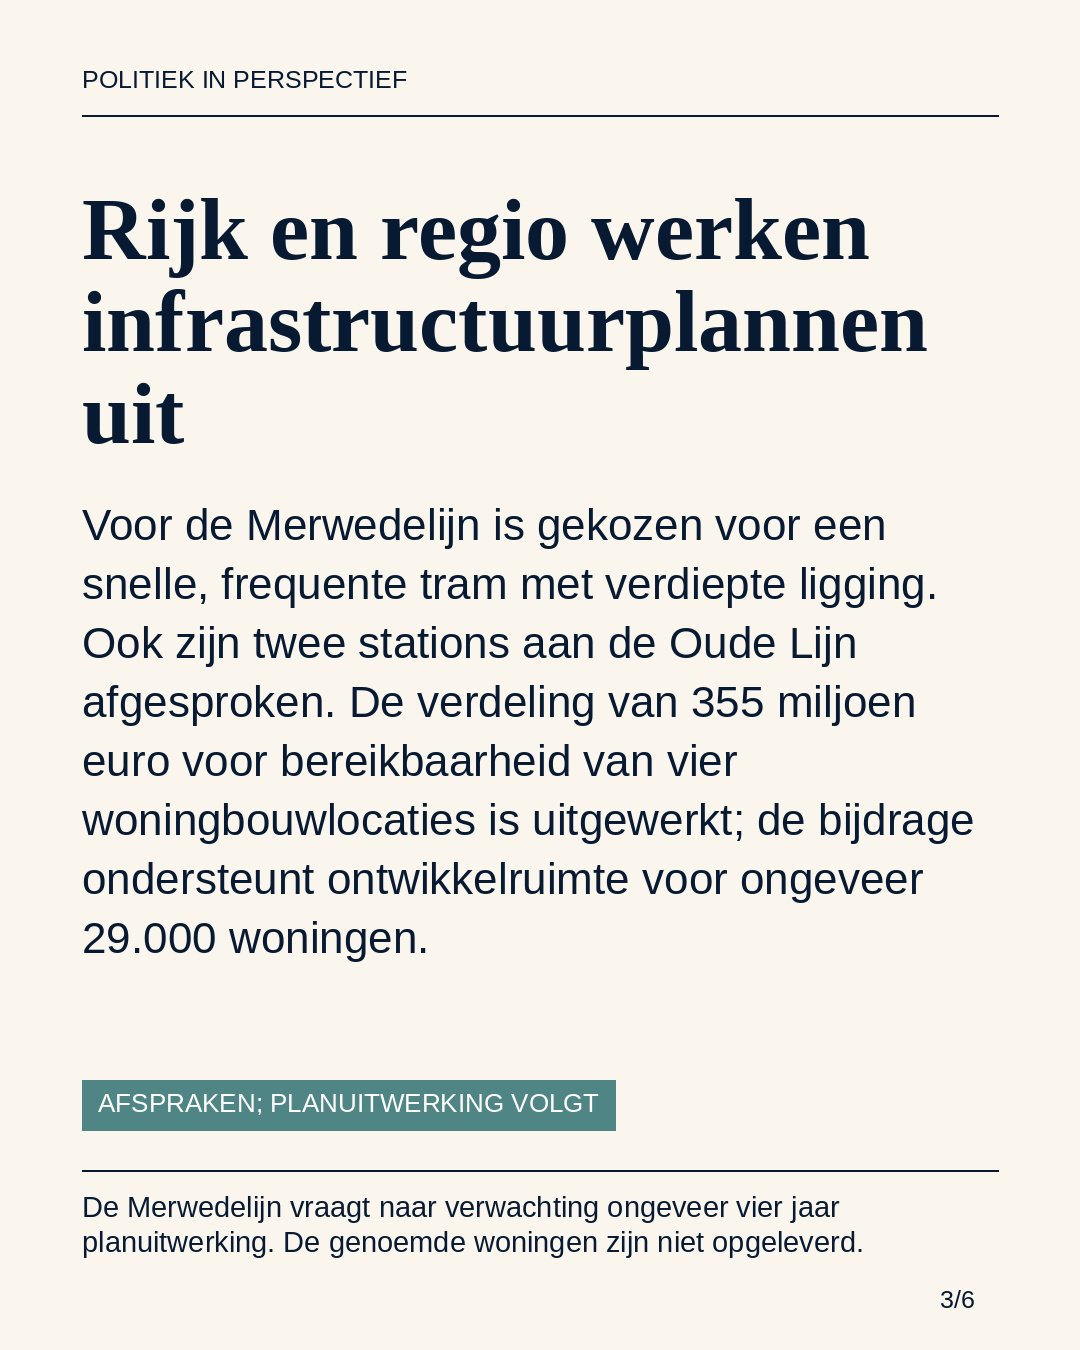 POLITIEK IN PERSPECTIEF
Rijk en regio werken
infrastructuurplannen
uit
Voor de Merwedelijn is gekozen voor een
snelle, frequente tram met verdiepte ligging.
Ook zijn twee stations aan de Oude Lijn
afgesproken. De verdeling van 355 miljoen
euro voor bereikbaarheid van vier
woningbouwlocaties is uitgewerkt; de bijdrage
ondersteunt ontwikkelruimte voor ongeveer
29.000 woningen.
AFSPRAKEN; PLANUITWERKING VOLGT
De Merwedelijn vraagt naar verwachting ongeveer vier jaar
planuitwerking. De genoemde woningen zijn niet opgeleverd.
3/6